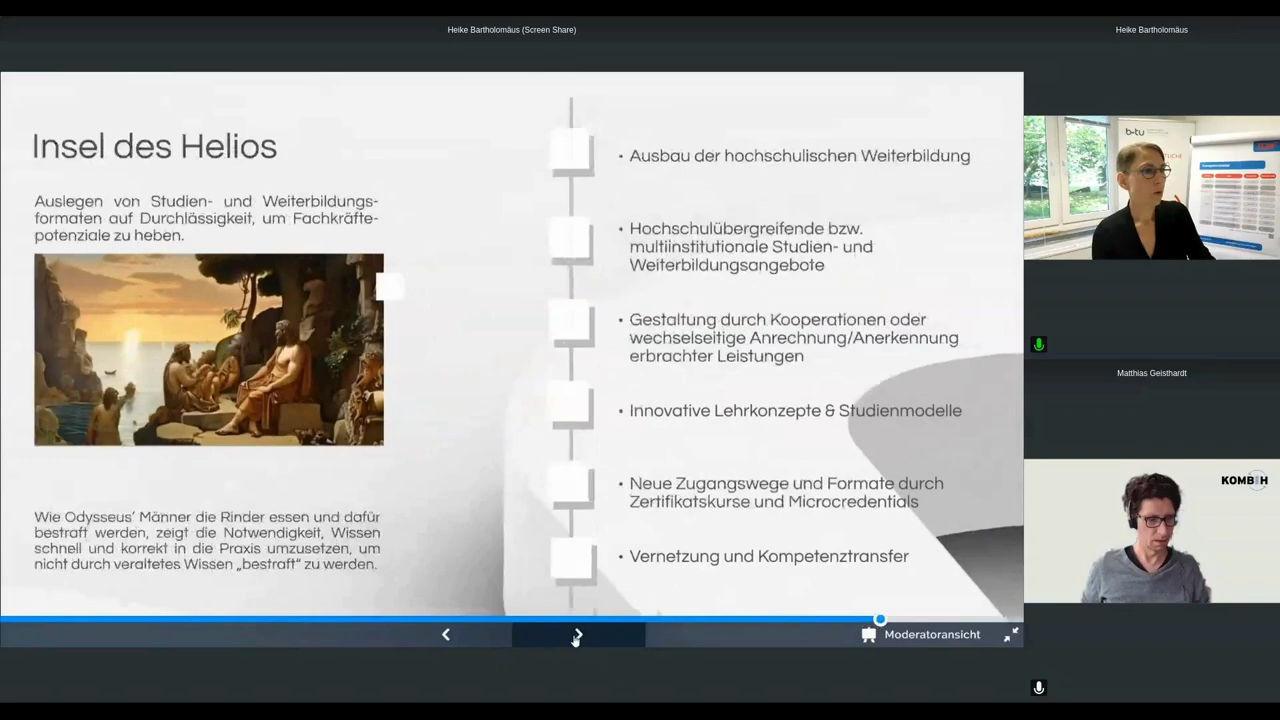 Heike Bartholomäus (Screen Share)
Heike Bartholomäus
Insel des Helios
Auslegen von Studien- und Weiterbildungs-
formaten auf Durchlässigkeit, um Fachkräfte-
potenziale zu heben.
Wie Odysseus’ Männer die Rinder essen und dafür
bestraft werden, zeigt die Notwendigkeit, Wissen
schnell und korrekt in die Praxis umzusetzen, um
nicht durch veraltetes Wissen „bestraft“ zu werden.
• Ausbau der hochschulischen Weiterbildung
• Hochschulübergreifende bzw.
multiinstitutionale Studien- und
Weiterbildungsangebote
• Gestaltung durch Kooperationen oder
wechselseitige Anrechnung/Anerkennung
erbrachter Leistungen
• Innovative Lehrkonzepte & Studienmodelle
• Neue Zugangswege und Formate durch
Zertifikatskurse und Microcredentials
• Vernetzung und Kompetenztransfer
Moderatoransicht
b-tu
Matthias Geisthardt
KOMBiH